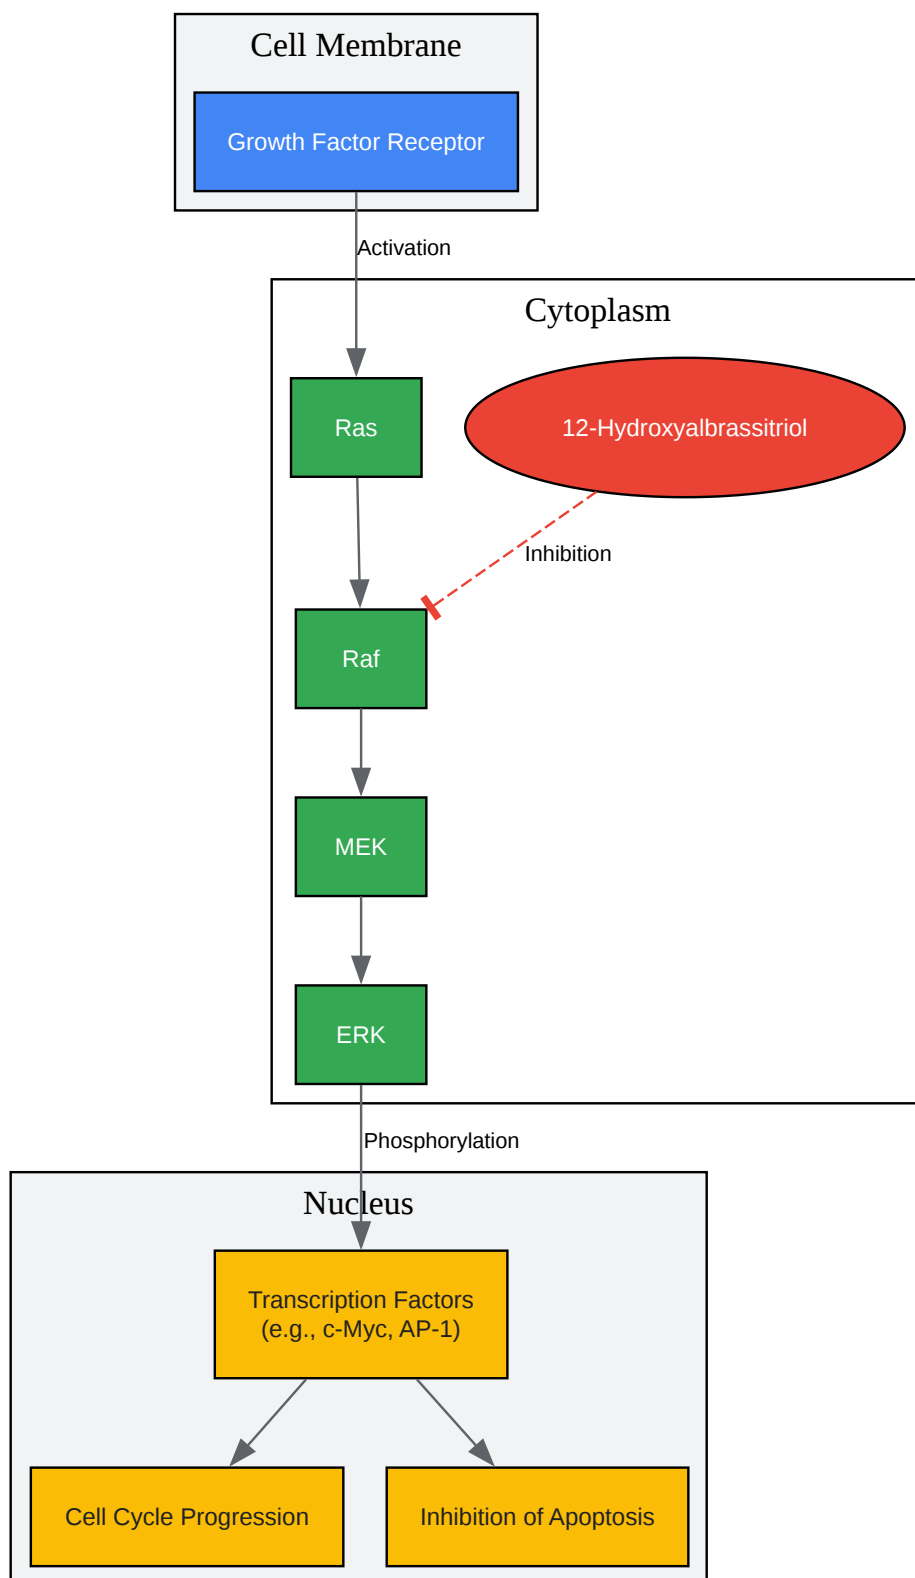 Cell Membrane
Growth Factor Receptor
Activation
Cytoplasm
Ras
12-Hydroxyalbrassitriol
Inhibition
Raf
MEK
ERK
Phosphorylation
Nucleus
Transcription Factors
(e.g., c-Myc, AP-1)
Cell Cycle Progression
Inhibition of Apoptosis